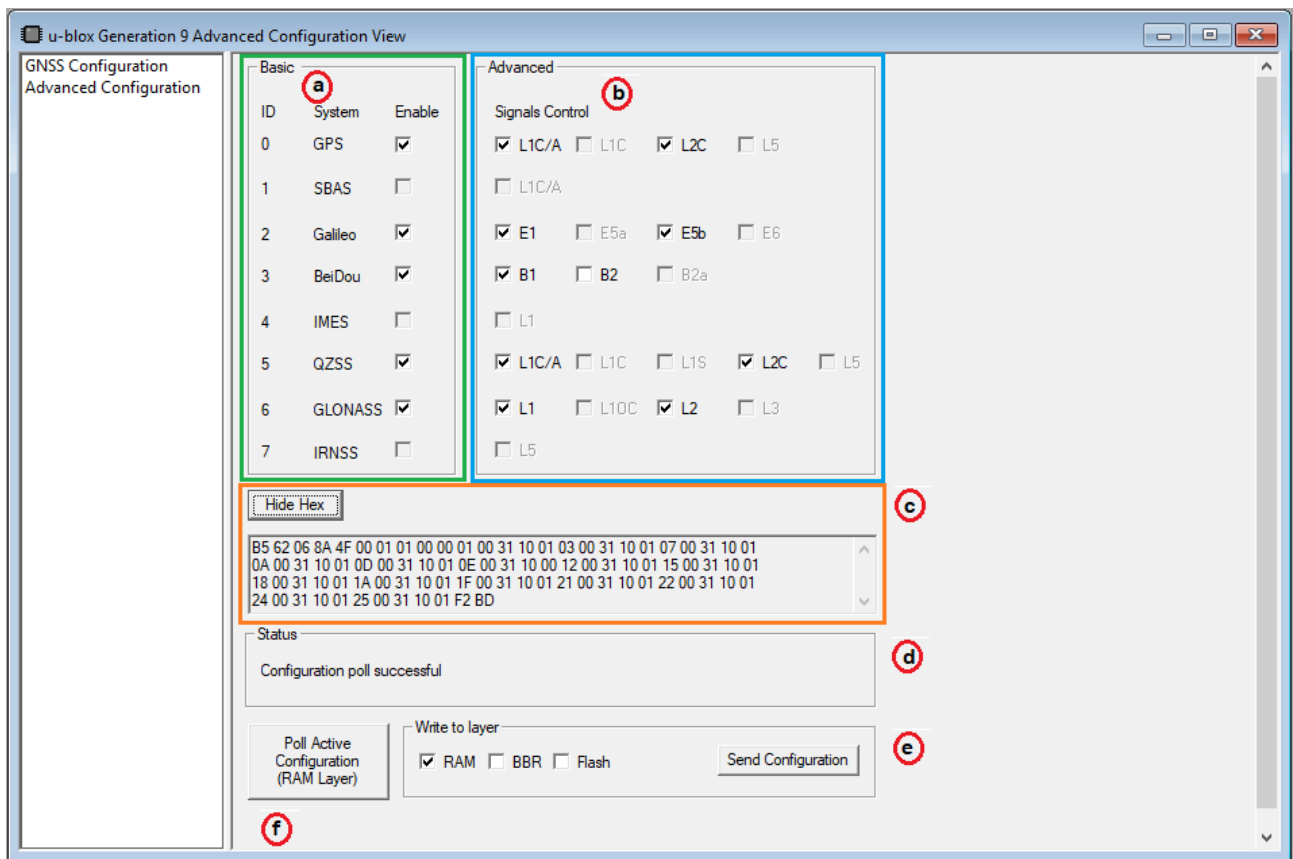 u-blox Generation 9 Advanced Configuration View
GNSS Configuration
Advanced Configuration
Basic
a
ID System Enable
0 GPS
1 SBAS
2 Galileo
3 BeiDou
4 IMES
5 QZSS
6 GLONASS
7 IRNSS
Advanced
b
Signals Control
L1C/A L1C L2C L5
L1C/A
E1 E5a E5b E6
B1 B2 B2a
L1
L1C/A L1C L1S L2C L5
L1 L1OC L2 L3
L5
Hide Hex
c
B5 62 06 8A 4F 00 01 01 00 00 01 00 31 10 01 03 00 31 10 01 07 00 31 10 01
0A 00 31 10 01 0D 00 31 10 01 0E 00 31 10 00 12 00 31 10 01 15 00 31 10 01
18 00 31 10 01 1A 00 31 10 01 1F 00 31 10 01 21 00 31 10 01 22 00 31 10 01
24 00 31 10 01 25 00 31 10 01 F2 BD
Status
d
Configuration poll successful
Poll Active
Configuration
(RAM Layer)
Write to layer
RAM BBR Flash
Send Configuration
e
f